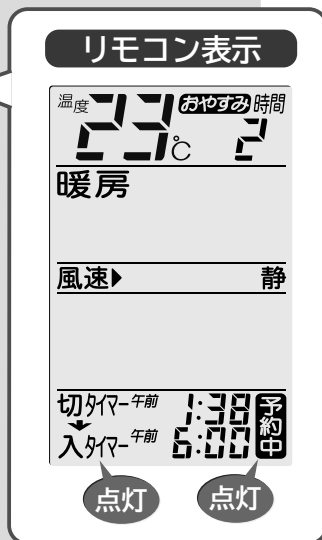 リモコン表示
温度 23℃ おやすみ 時間 2
暖房
風速▶ 静
切タイマー 午前 1:38 予約中
入タイマー 午前 6:00
点灯 点灯